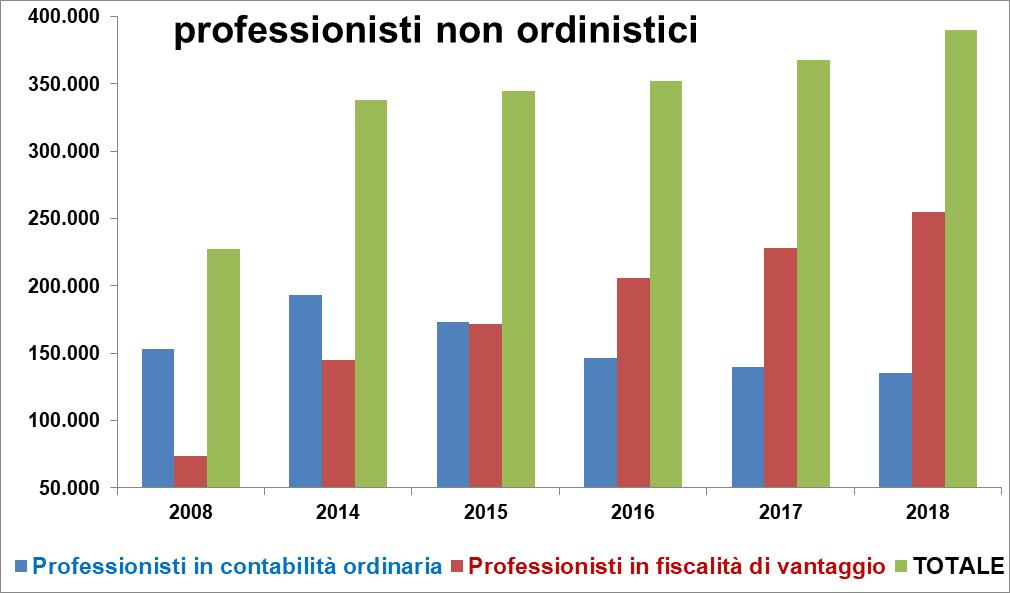 professionisti non ordinistici
400.000
350.000
300.000
250.000
200.000
150.000
100.000
50.000
2008 2014 2015 2016 2017 2018
Professionisti in contabilità ordinaria Professionisti in fiscalità di vantaggio TOTALE